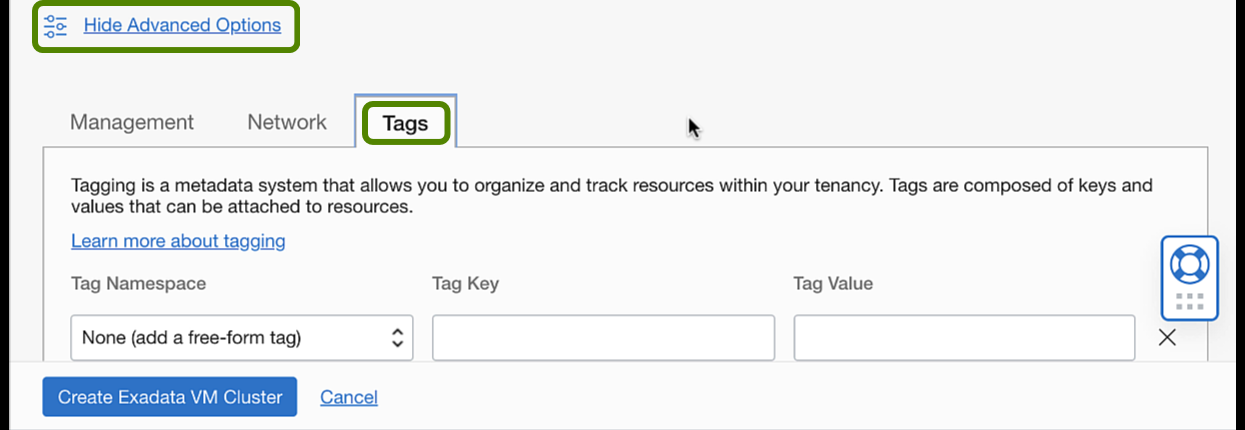 Hide Advanced Options
Management Network Tags
Tagging is a metadata system that allows you to organize and track resources within your tenancy. Tags are composed of keys and
values that can be attached to resources.
Learn more about tagging
Tag Namespace Tag Key Tag Value
None (add a free-form tag)
Create Exadata VM Cluster Cancel